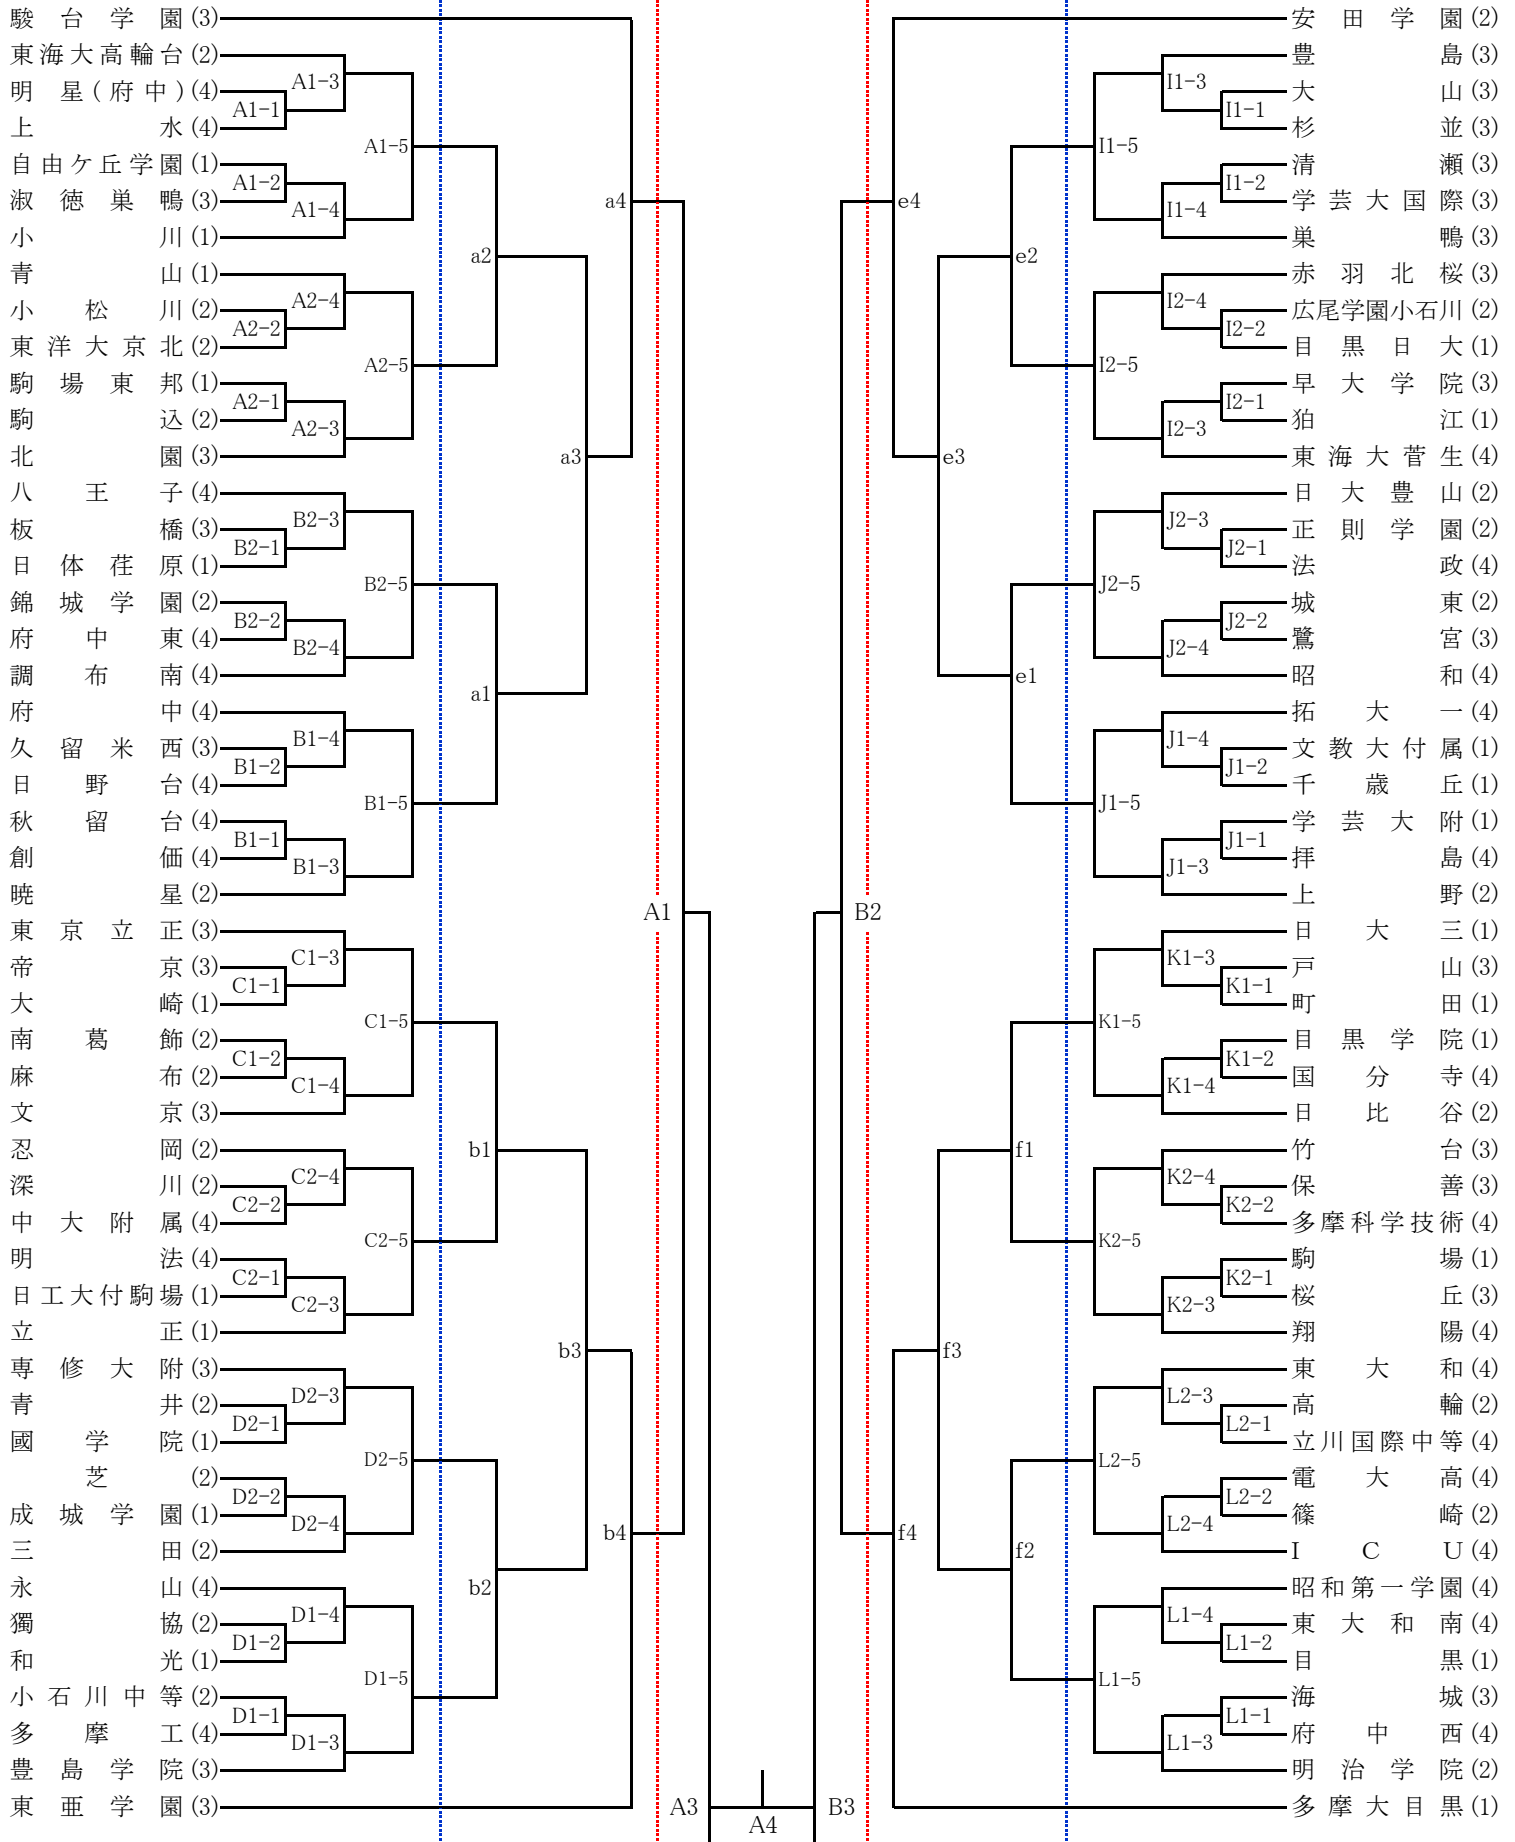 駿台学園(3) 安田学園(2)
東海大高輪台(2) 豊島(3)
A1-3 I1-3
明星(府中)(4) 大山(3)
A1-1 I1-1
上水(4) 杉並(3)
A1-5 I1-5
自由ケ丘学園(1) 清瀬(3)
A1-2 I1-2
淑徳巣鴨(3) a4 e4 学芸大国際(3)
A1-4 I1-4
小川(1) 巣鴨(3)
a2 e2
青山(1) 赤羽北桜(3)
A2-4 I2-4
小松川(2) 広尾学園小石川(2)
A2-2 I2-2
東洋大京北(2) 目黒日大(1)
A2-5 I2-5
駒場東邦(1) 早大学院(3)
A2-1 I2-1
駒込(2) 狛江(1)
A2-3 I2-3
北園(3) a3 e3 東海大菅生(4)
八王子(4) 日大豊山(2)
B2-3 J2-3
板橋(3) 正則学園(2)
B2-1 J2-1
日体荏原(1) 法政(4)
B2-5 J2-5
錦城学園(2) 城東(2)
B2-2 J2-2
府中東(4) 鷺宮(3)
B2-4 J2-4
調布南(4) e1 昭和(4)
a1
府中(4) 拓大一(4)
B1-4 J1-4
久留米西(3) 文教大付属(1)
B1-2 J1-2
日野台(4) 千歳丘(1)
B1-5 J1-5
秋留台(4) 学芸大附(1)
B1-1 J1-1
創価(4) 拝島(4)
B1-3 J1-3
暁星(2) 上野(2)
A1 B2
東京立正(3) 日大三(1)
C1-3 K1-3
帝京(3) 戸山(3)
C1-1 K1-1
大崎(1) 町田(1)
C1-5 K1-5
南葛飾(2) 目黒学院(1)
C1-2 K1-2
麻布(2) 国分寺(4)
C1-4 K1-4
文京(3) 日比谷(2)
忍岡(2) b1 f1 竹台(3)
C2-4 K2-4
深川(2) 保善(3)
C2-2 K2-2
中大附属(4) 多摩科学技術(4)
C2-5 K2-5
明法(4) 駒場(1)
C2-1 K2-1
日工大付駒場(1) 桜丘(3)
C2-3 K2-3
立正(1) 翔陽(4)
b3 f3
専修大附(3) 東大和(4)
D2-3 L2-3
青井(2) 高輪(2)
D2-1 L2-1
國学院(1) 立川国際中等(4)
D2-5 L2-5
芝(2) 電大高(4)
D2-2 L2-2
成城学園(1) 篠崎(2)
D2-4 b4 f4 L2-4
三田(2) f2 ICU(4)
永山(4) b2 昭和第一学園(4)
D1-4 L1-4
獨協(2) 東大和南(4)
D1-2 L1-2
和光(1) 目黒(1)
D1-5 L1-5
小石川中等(2) 海城(3)
D1-1 L1-1
多摩工(4) 府中西(4)
D1-3 L1-3
豊島学院(3) 明治学院(2)
東亜学園(3) A3 B3 多摩大目黒(1)
A4